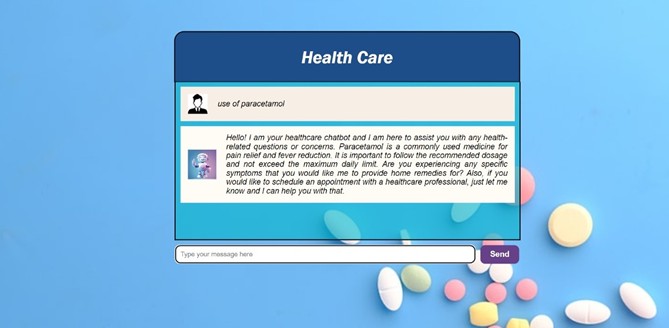 Health Care
use of paracetamol
Hello! I am your healthcare chatbot and I am here to assist you with any health-
related questions or concerns. Paracetamol is a commonly used medicine for
pain relief and fever reduction. It is important to follow the recommended dosage
and not exceed the maximum daily limit. Are you experiencing any specific
symptoms that you would like me to provide home remedies for? Also, if you
would like to schedule an appointment with a healthcare professional, just let me
know and I can help you with that.
Type your message here
Send